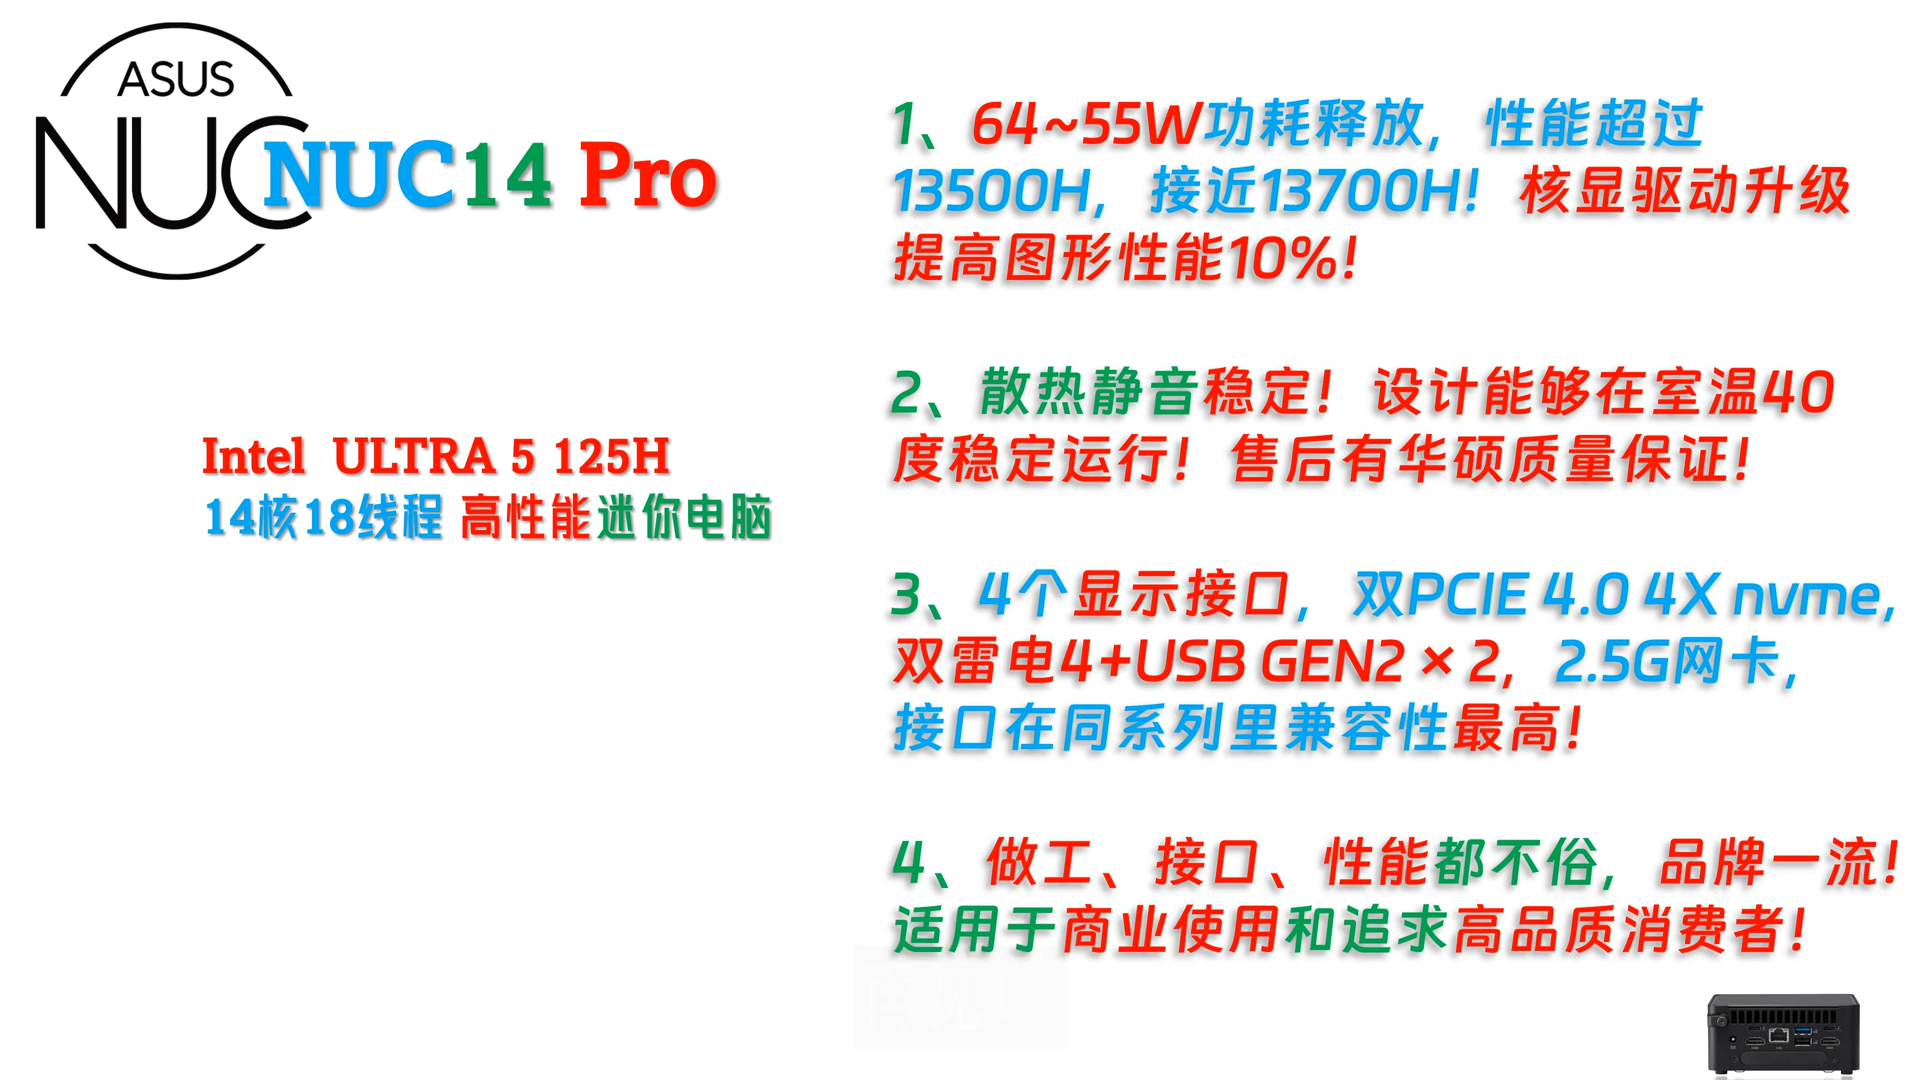 ASUS
NUC
NUC14 Pro
Intel ULTRA 5 125H
14核18线程 高性能迷你电脑
1、64~55W功耗释放，性能超过
13500H，接近13700H！核显驱动升级
提高图形性能10%！
2、散热静音稳定！设计能够在室温40
度稳定运行！售后有华硕质量保证！
3、4个显示接口，双PCIE 4.0 4X nvme,
双雷电4+USB GEN2 × 2，2.5G网卡，
接口在同系列里兼容性最高！
4、做工、接口、性能都不俗，品牌一流！
适用于商业使用和追求高品质消费者！
再见！